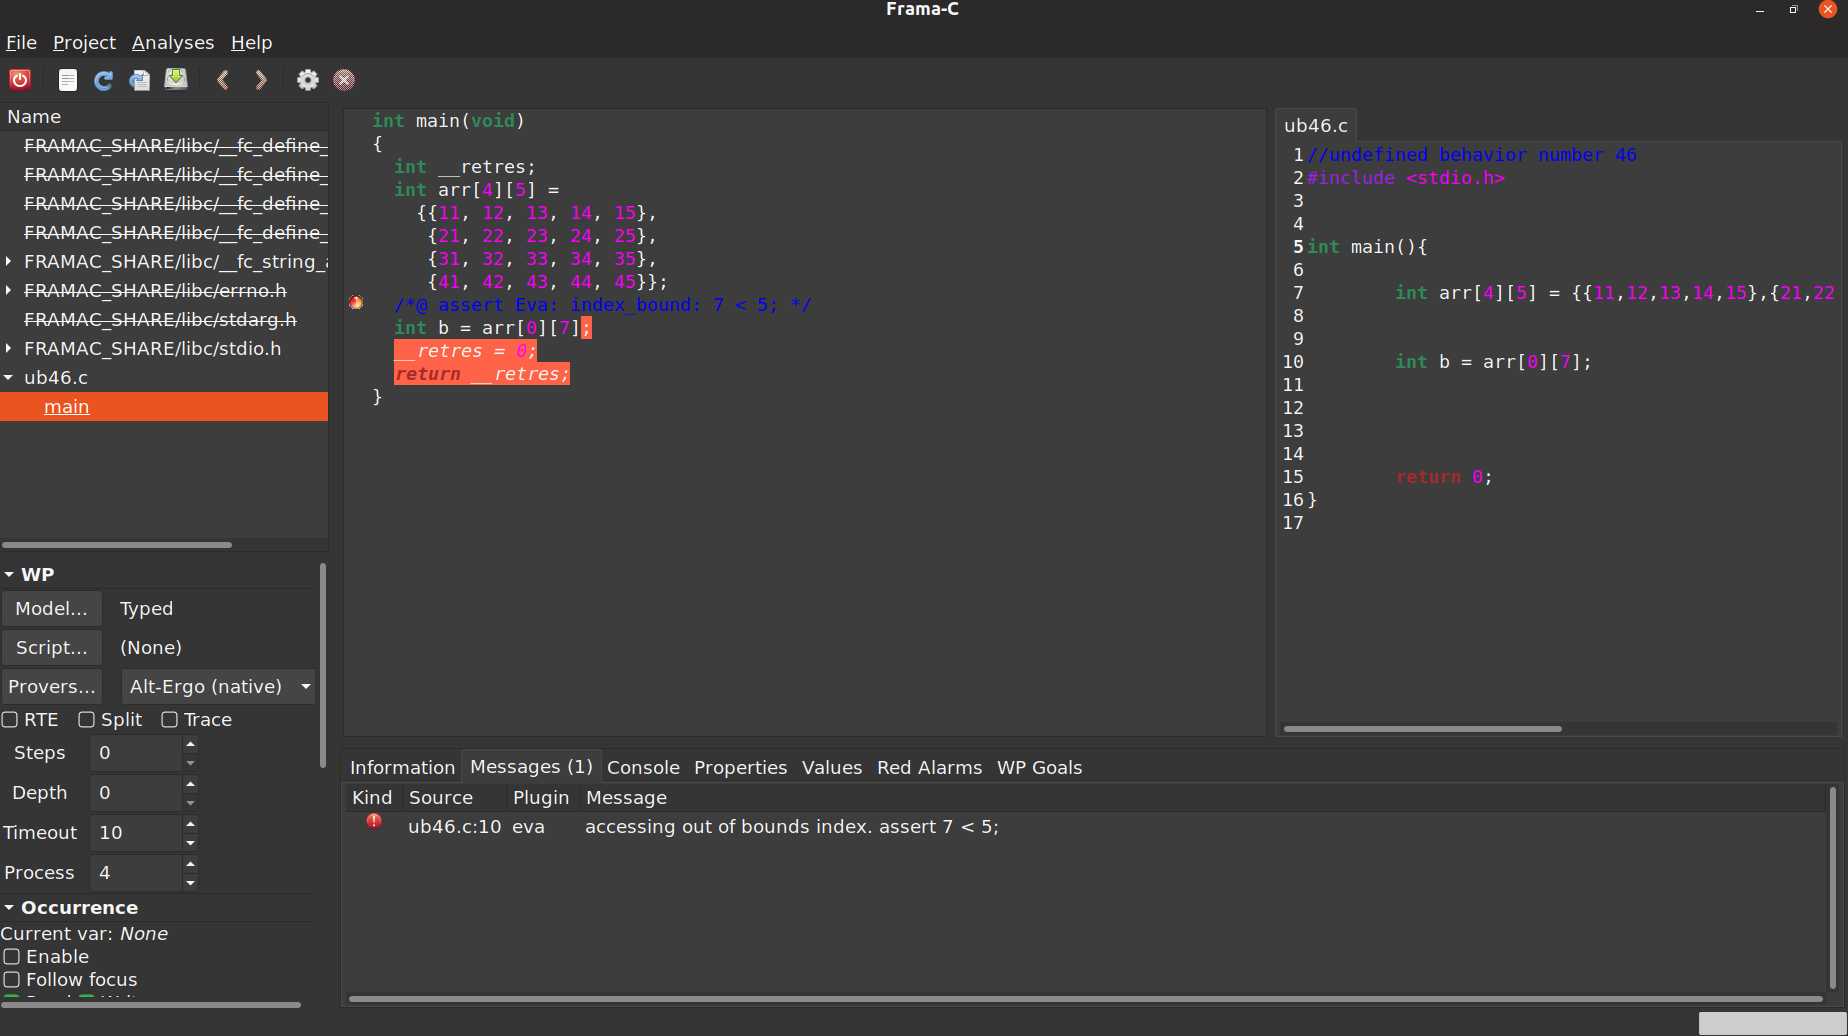 Frama-C
File Project Analyses Help
Name
FRAMAC_SHARE/libc/__fc_define_
FRAMAC_SHARE/libc/__fc_define_
FRAMAC_SHARE/libc/__fc_define_
FRAMAC_SHARE/libc/__fc_define_
FRAMAC_SHARE/libc/__fc_string_a
FRAMAC_SHARE/libc/errno.h
FRAMAC_SHARE/libc/stdarg.h
FRAMAC_SHARE/libc/stdio.h
ub46.c
main
WP
Model... Typed
Script... (None)
Provers... Alt-Ergo (native)
RTE Split Trace
Steps 0
Depth 0
Timeout 10
Process 4
Occurrence
Current var: None
Enable
Follow focus
int main(void)
{
int __retres;
int arr[4][5] =
{{11, 12, 13, 14, 15},
{21, 22, 23, 24, 25},
{31, 32, 33, 34, 35},
{41, 42, 43, 44, 45}};
/*@ assert Eva: index_bound: 7 < 5; */
int b = arr[0][7];
__retres = 0;
return __retres;
}
ub46.c
1 //undefined behavior number 46
2 #include <stdio.h>
3
4
5 int main(){
6
7 int arr[4][5] = {{11,12,13,14,15},{21,22
8
9
10 int b = arr[0][7];
11
12
13
14
15 return 0;
16 }
17
Information Messages (1) Console Properties Values Red Alarms WP Goals
Kind Source Plugin Message
ub46.c:10 eva accessing out of bounds index. assert 7 < 5;